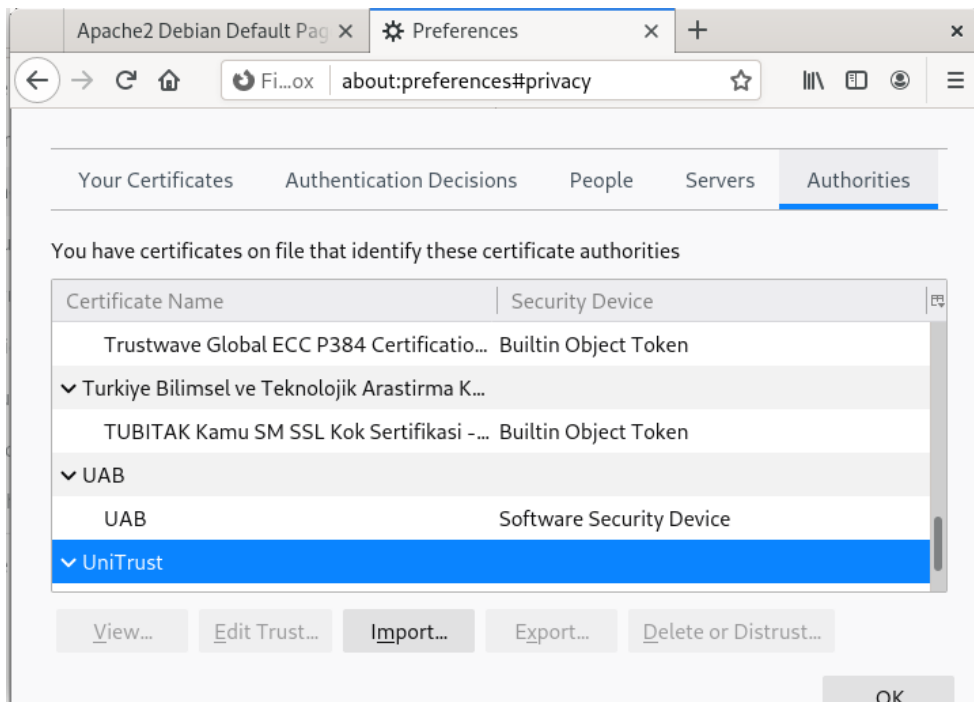 Apache2 Debian Default Pag
Preferences
Fi...ox about:preferences#privacy
Your Certificates Authentication Decisions People Servers Authorities
You have certificates on file that identify these certificate authorities
Certificate Name Security Device
Trustwave Global ECC P384 Certificatio... Builtin Object Token
Turkiye Bilimsel ve Teknolojik Arastirma K...
TUBITAK Kamu SM SSL Kok Sertifikasi -... Builtin Object Token
UAB
UAB Software Security Device
UniTrust
View... Edit Trust... Import... Export... Delete or Distrust...
OK